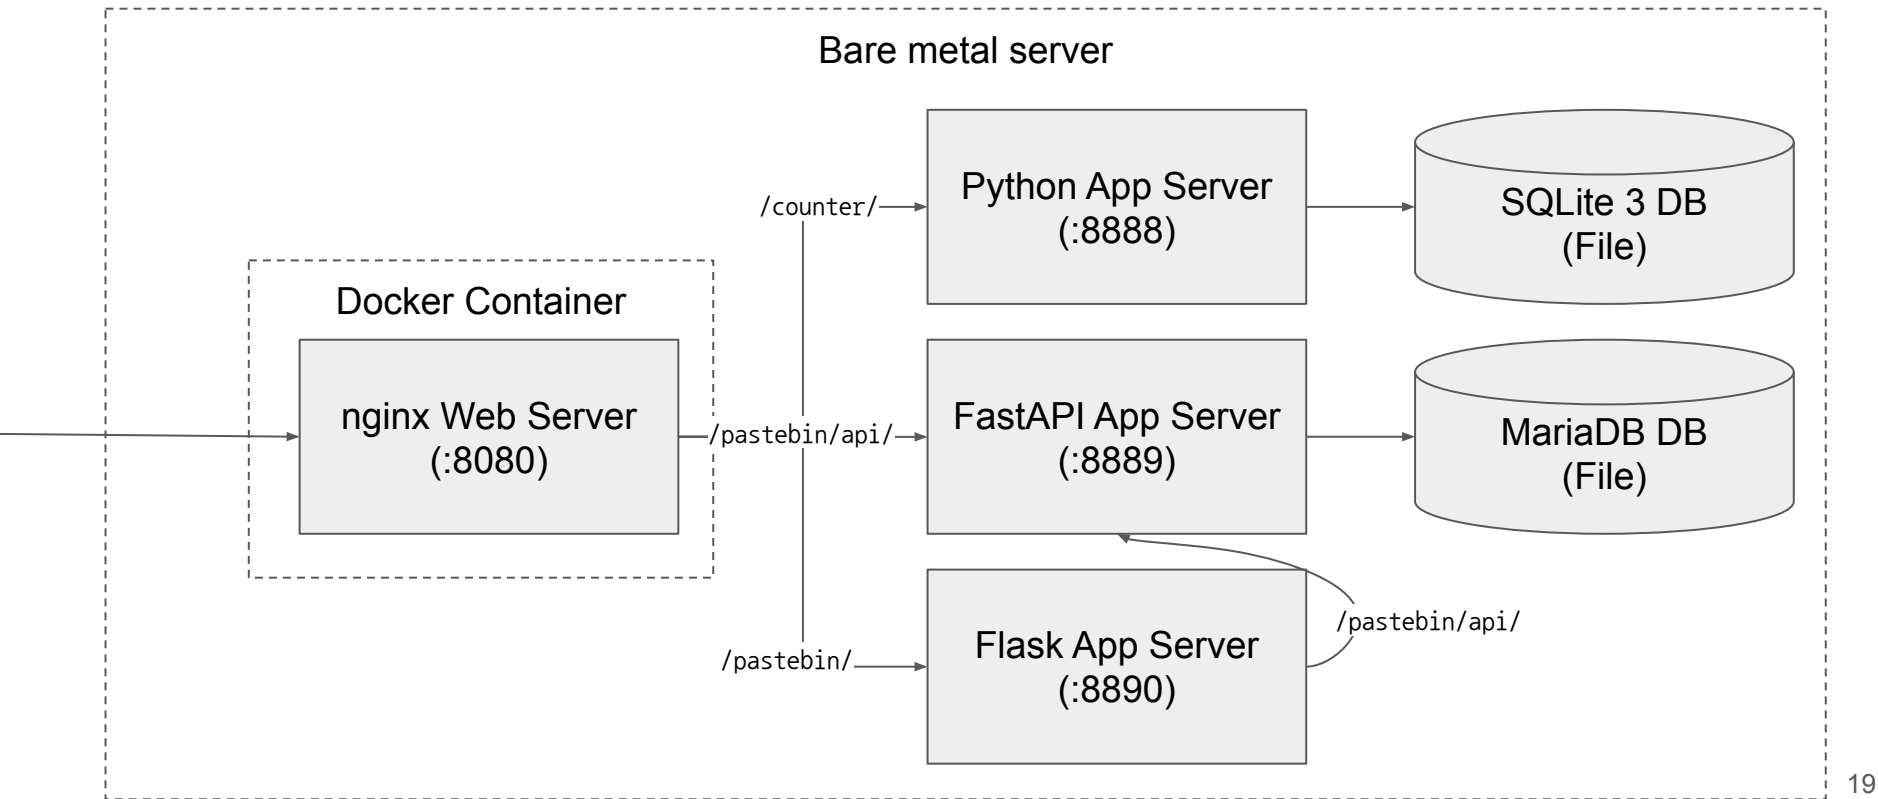 Bare metal server
Docker Container
nginx Web Server
(:8080)
/counter/
/pastebin/api/
/pastebin/
Python App Server
(:8888)
SQLite 3 DB
(File)
FastAPI App Server
(:8889)
MariaDB DB
(File)
Flask App Server
(:8890)
/pastebin/api/
19